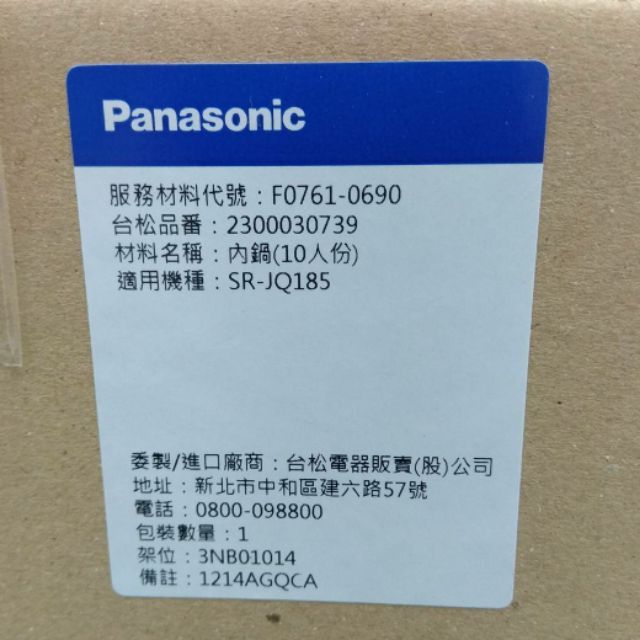 Panasonic
服務材料代號：F0761-0690
台松品番：2300030739
材料名稱：內鍋(10人份)
適用機種：SR-JQ185
委製/進口廠商：台松電器販賣(股)公司
地址：新北市中和區建六路57號
電話：0800-098800
包裝數量：1
架位：3NB01014
備註：1214AGQCA